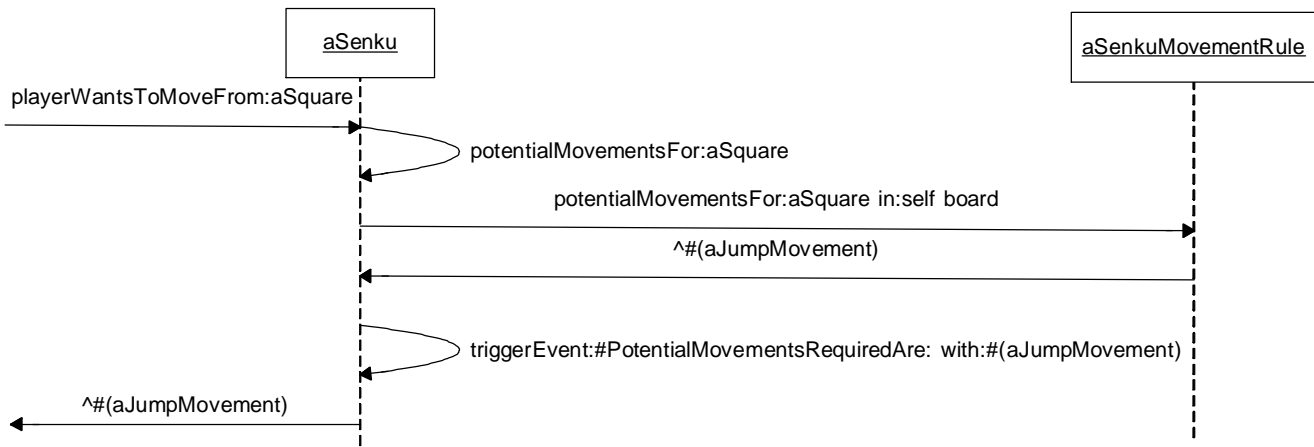 aSenku
aSenkuMovementRule
playerWantsToMoveFrom:aSquare
potentialMovementsFor:aSquare
potentialMovementsFor:aSquare in:self board
^#(aJumpMovement)
triggerEvent:#PotentialMovementsRequiredAre: with:#(aJumpMovement)
^#(aJumpMovement)